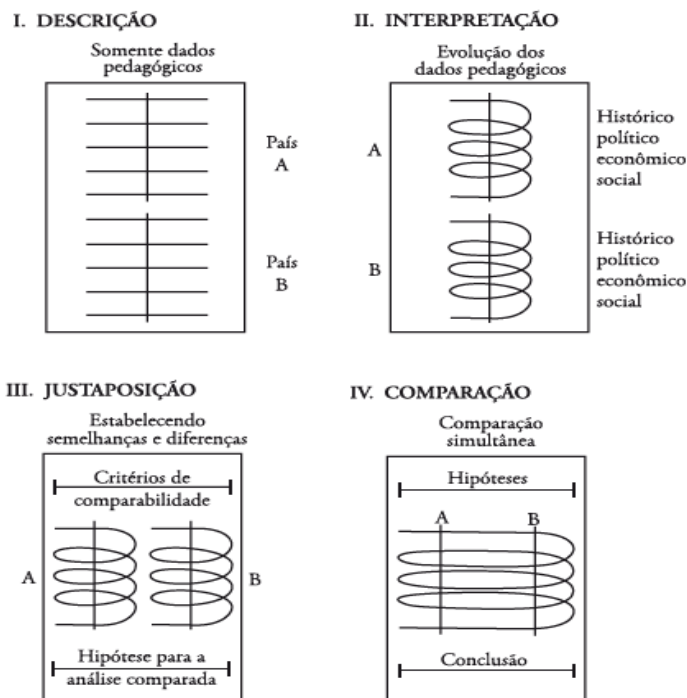 I. DESCRIÇÃO
Somente dados
pedagógicos
País
A
País
B
II. INTERPRETAÇÃO
Evolução dos
dados pedagógicos
A
Histórico
político
econômico
social
B
Histórico
político
econômico
social
III. JUSTAPOSIÇÃO
Estabelecendo
semelhanças e diferenças
Critérios de
comparabilidade
A
B
Hipótese para a
análise comparada
IV. COMPARAÇÃO
Comparação
simultânea
Hipóteses
A
B
Conclusão